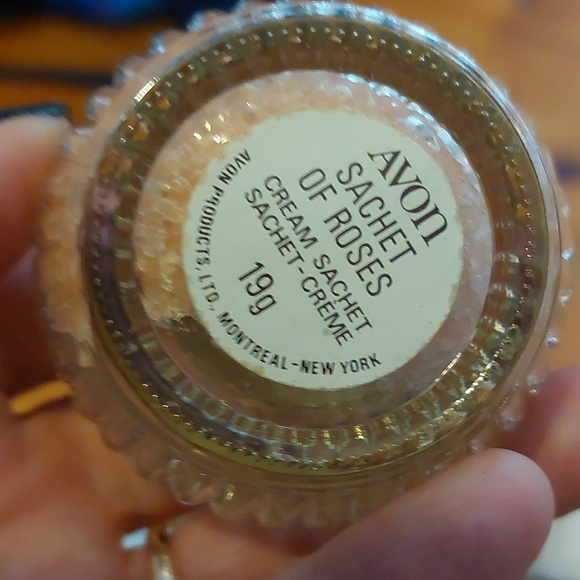 AVON
SACHET
OF ROSES
CREAM SACHET
SACHET-CRÈME
19g
AVON PRODUCTS, LTD. MONTREAL-NEW YORK